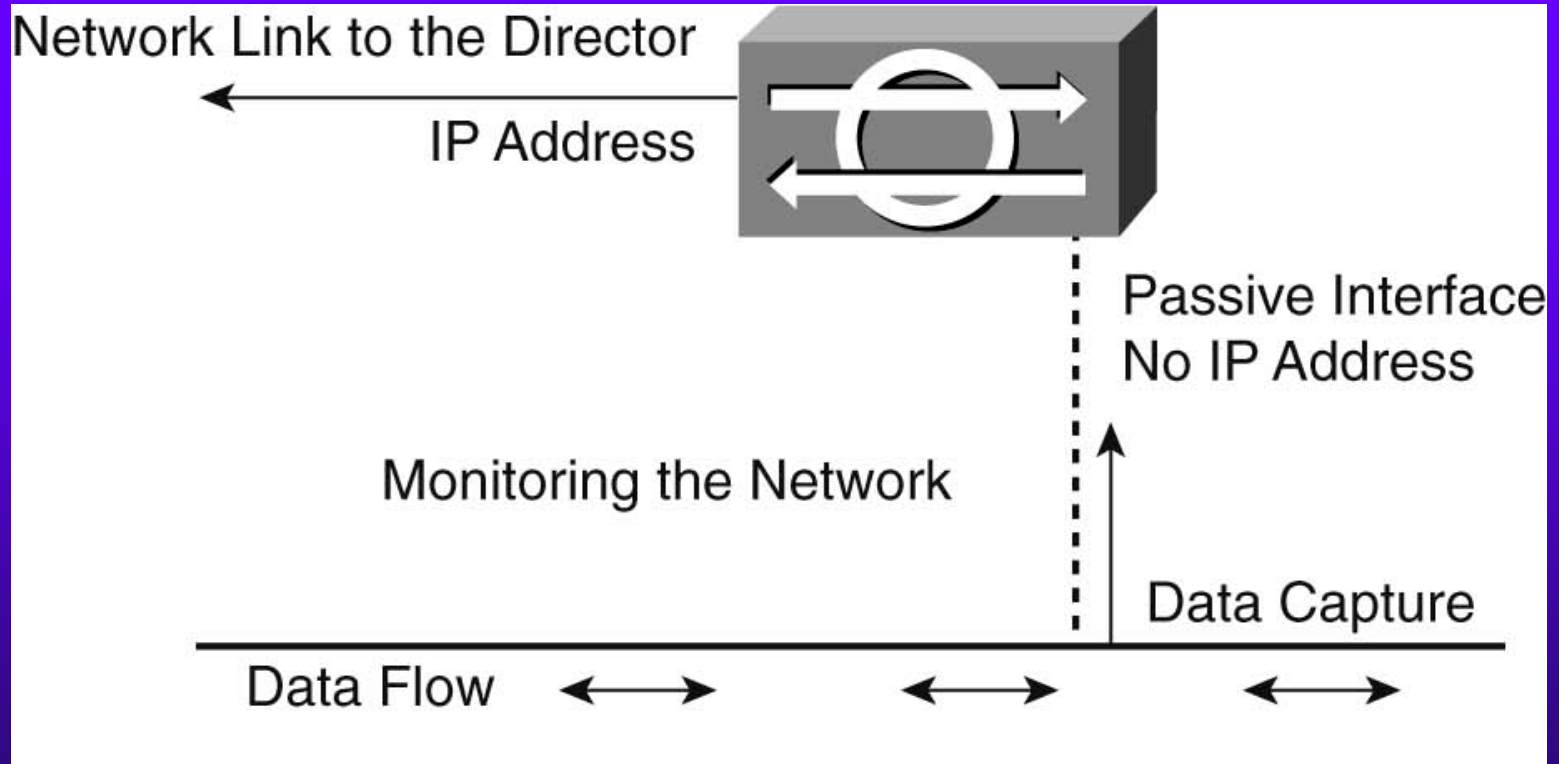 Network Link to the Director
IP Address
Passive Interface
No IP Address
Monitoring the Network
Data Capture
Data Flow